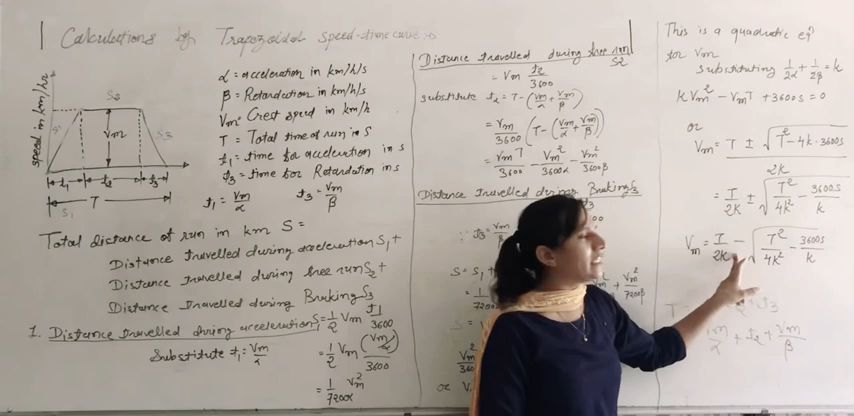 Calculations of Trapezoidal speed-time curve
speed in km/hr
S2
S1
Vm
S3
t1 t2 t3
T
α = acceleration in km/h/s
β = Retardation in km/h/s
Vm = Crest speed in km/h
T = Total time of run in S
t1 = time for acceleration in s
t3 = time for Retardation in s
t1 = Vm/α t3 = Vm/β
Total distance of run in km S =
Distance travelled during acceleration S1 +
Distance travelled during free run S2 +
Distance Travelled during Braking S3
1. Distance travelled during acceleration S1 = 1/2 Vm t1/3600
Substitute t1 = Vm/α = 1/2 Vm (Vm/α)/3600
= 1/7200α Vm²
Distance travelled during free run S2
= Vm t2/3600
substitute t2 = T - (Vm/α + Vm/β)
= Vm/3600 (T - (Vm/α + Vm/β))
= VmT/3600 - Vm²/3600α - Vm²/3600β
Distance Travelled during Braking S3
∵ t3 = Vm/β
S = S1 +
Vm²/7200β
This is a quadratic eqn
for Vm
substituting 1/2α + 1/2β = k
kVm² - VmT + 3600s = 0
or
Vm = T ± √(T² - 4k·3600s)/2k
= T/2k ± √(T²/4k² - 3600s/k)
Vm = T/2k - √(T²/4k² - 3600s/k)
t3
Vm/α + t2 + Vm/β